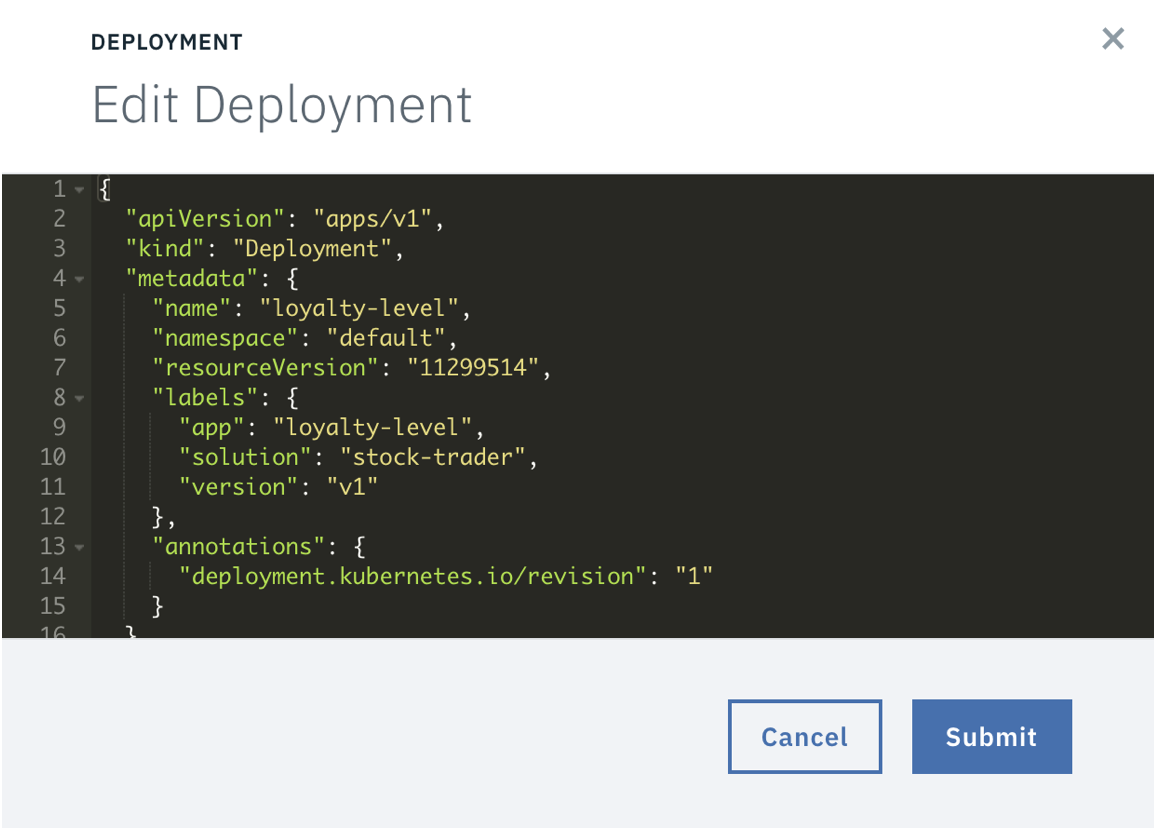 DEPLOYMENT
Edit Deployment
1 {
2 "apiVersion": "apps/v1",
3 "kind": "Deployment",
4 "metadata": {
5 "name": "loyalty-level",
6 "namespace": "default",
7 "resourceVersion": "11299514",
8 "labels": {
9 "app": "loyalty-level",
10 "solution": "stock-trader",
11 "version": "v1"
12 },
13 "annotations": {
14 "deployment.kubernetes.io/revision": "1"
15 }
16 }
Cancel Submit